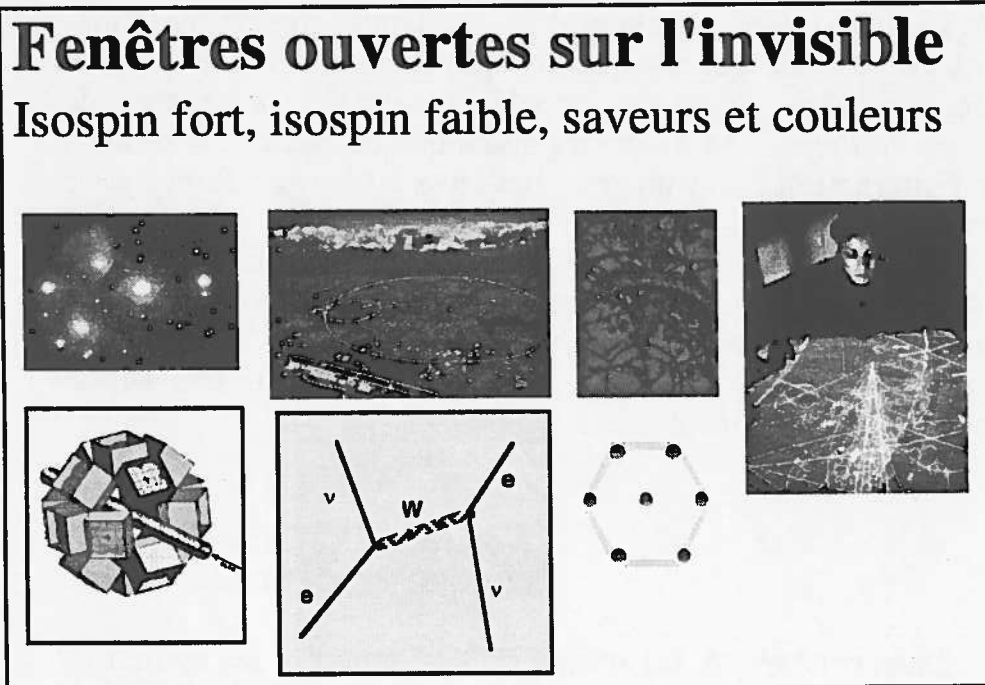 Fenêtres ouvertes sur l'invisible
Isospin fort, isospin faible, saveurs et couleurs
ν
W
e
e
ν